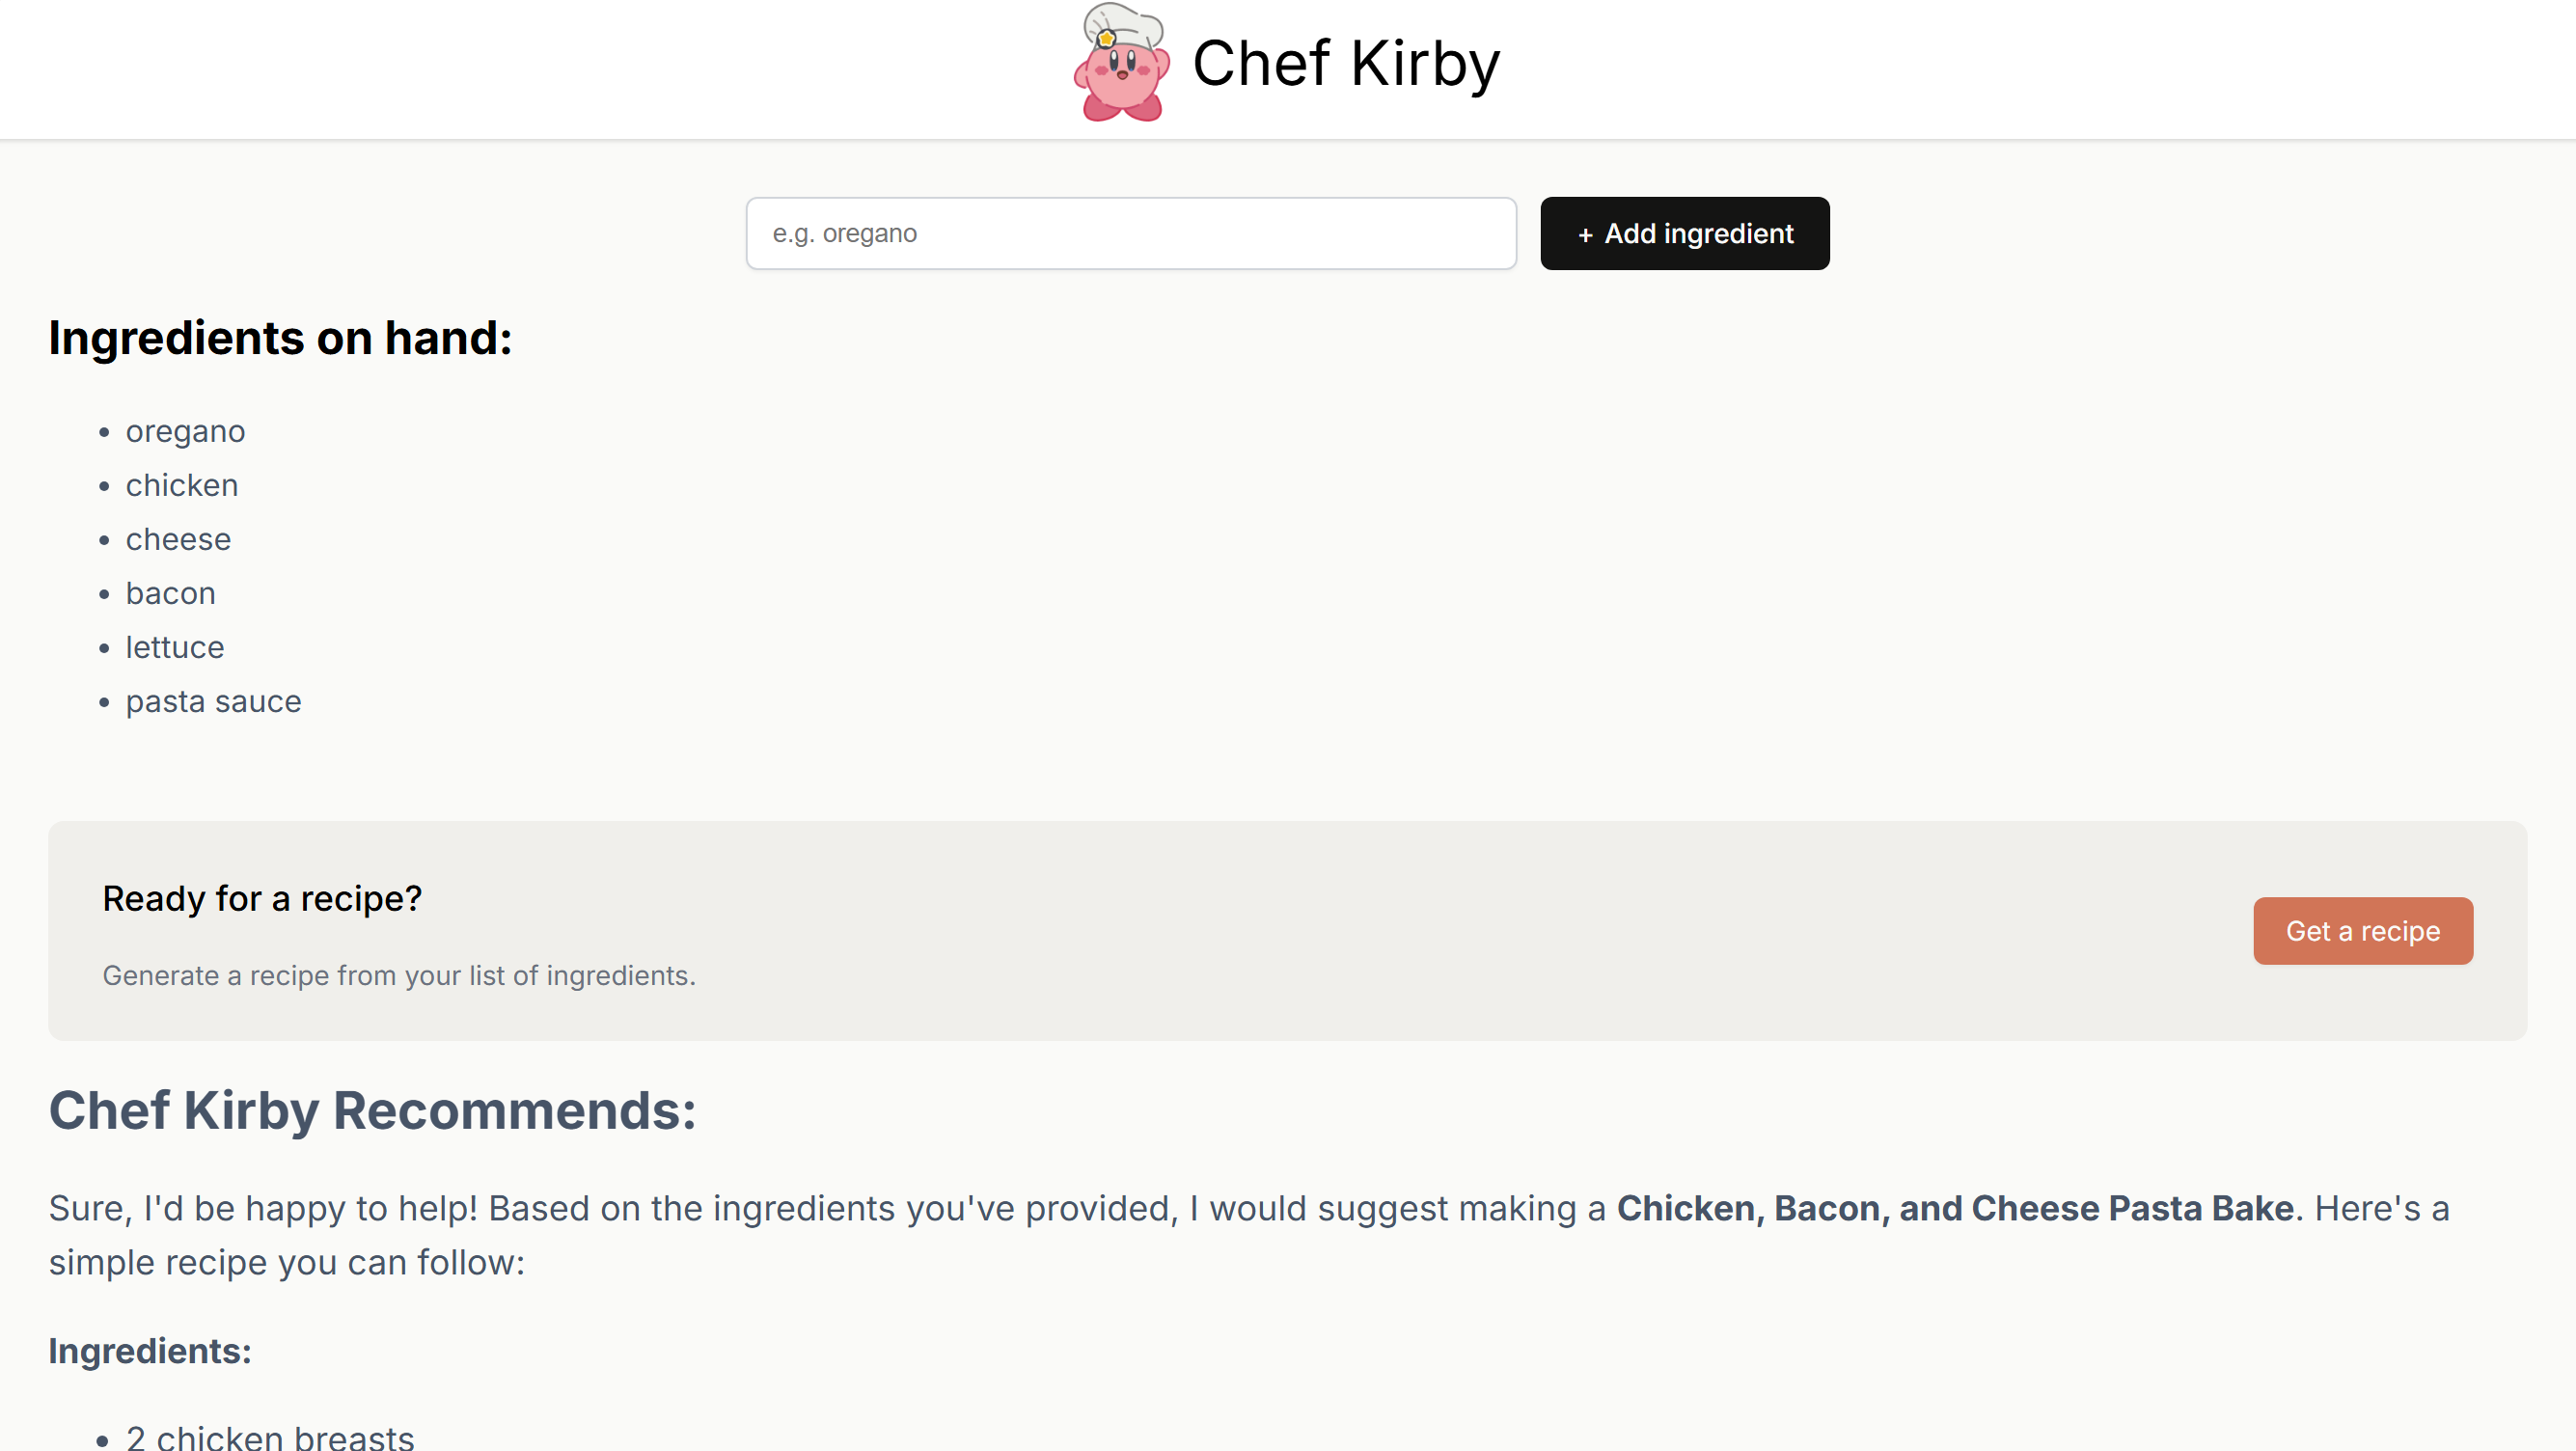 Chef Kirby
e.g. oregano
+ Add ingredient
Ingredients on hand:
• oregano
• chicken
• cheese
• bacon
• lettuce
• pasta sauce
Ready for a recipe?
Generate a recipe from your list of ingredients.
Get a recipe
Chef Kirby Recommends:
Sure, I'd be happy to help! Based on the ingredients you've provided, I would suggest making a Chicken, Bacon, and Cheese Pasta Bake. Here's a
simple recipe you can follow:
Ingredients:
• 2 chicken breasts